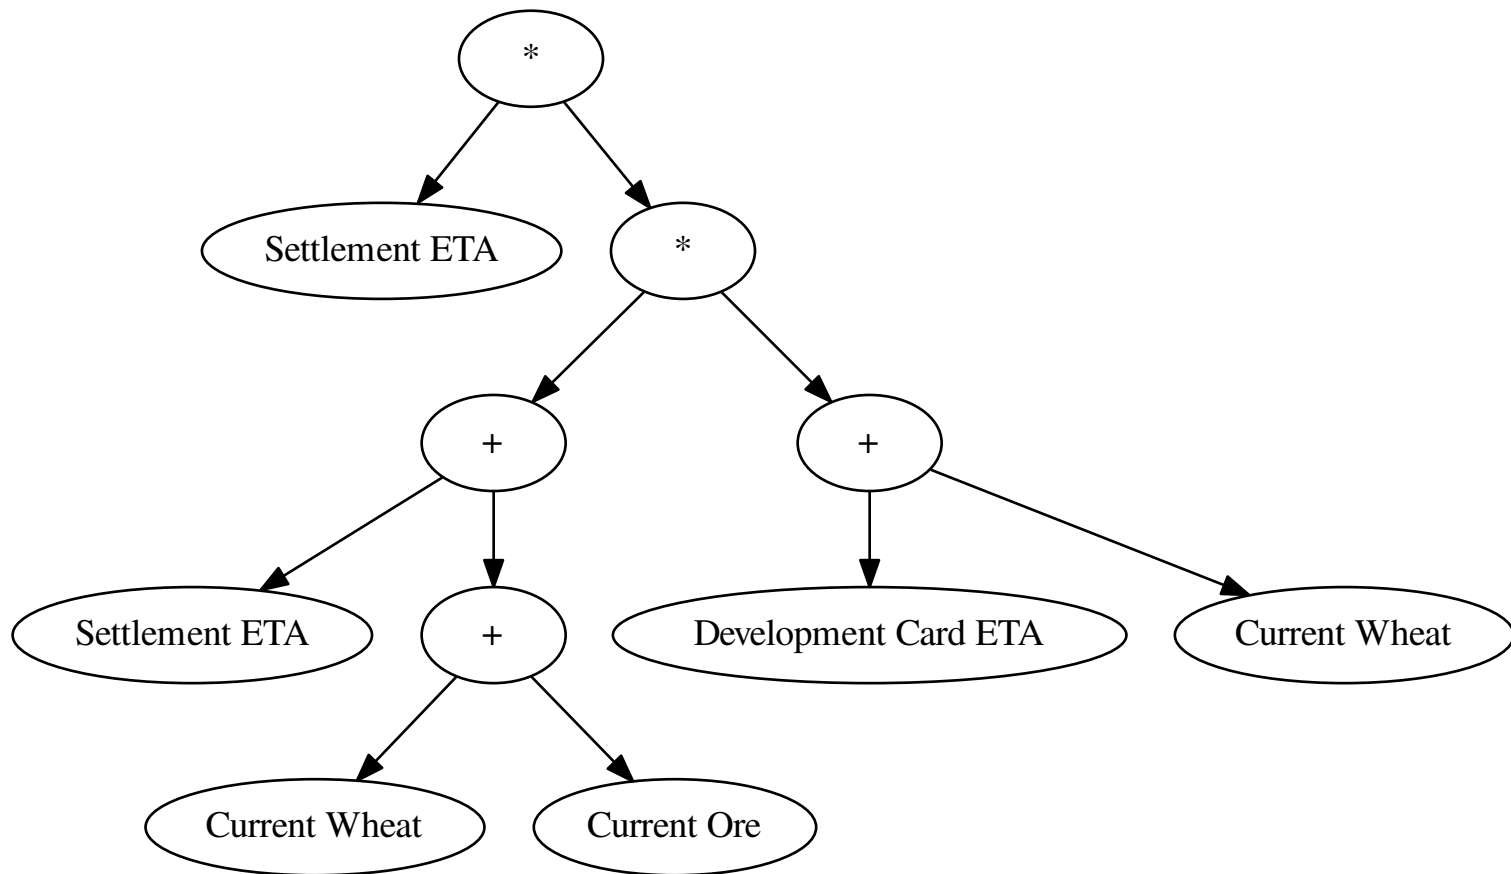 *
Settlement ETA
*
+
+
Settlement ETA
+
Development Card ETA
Current Wheat
Current Wheat
Current Ore